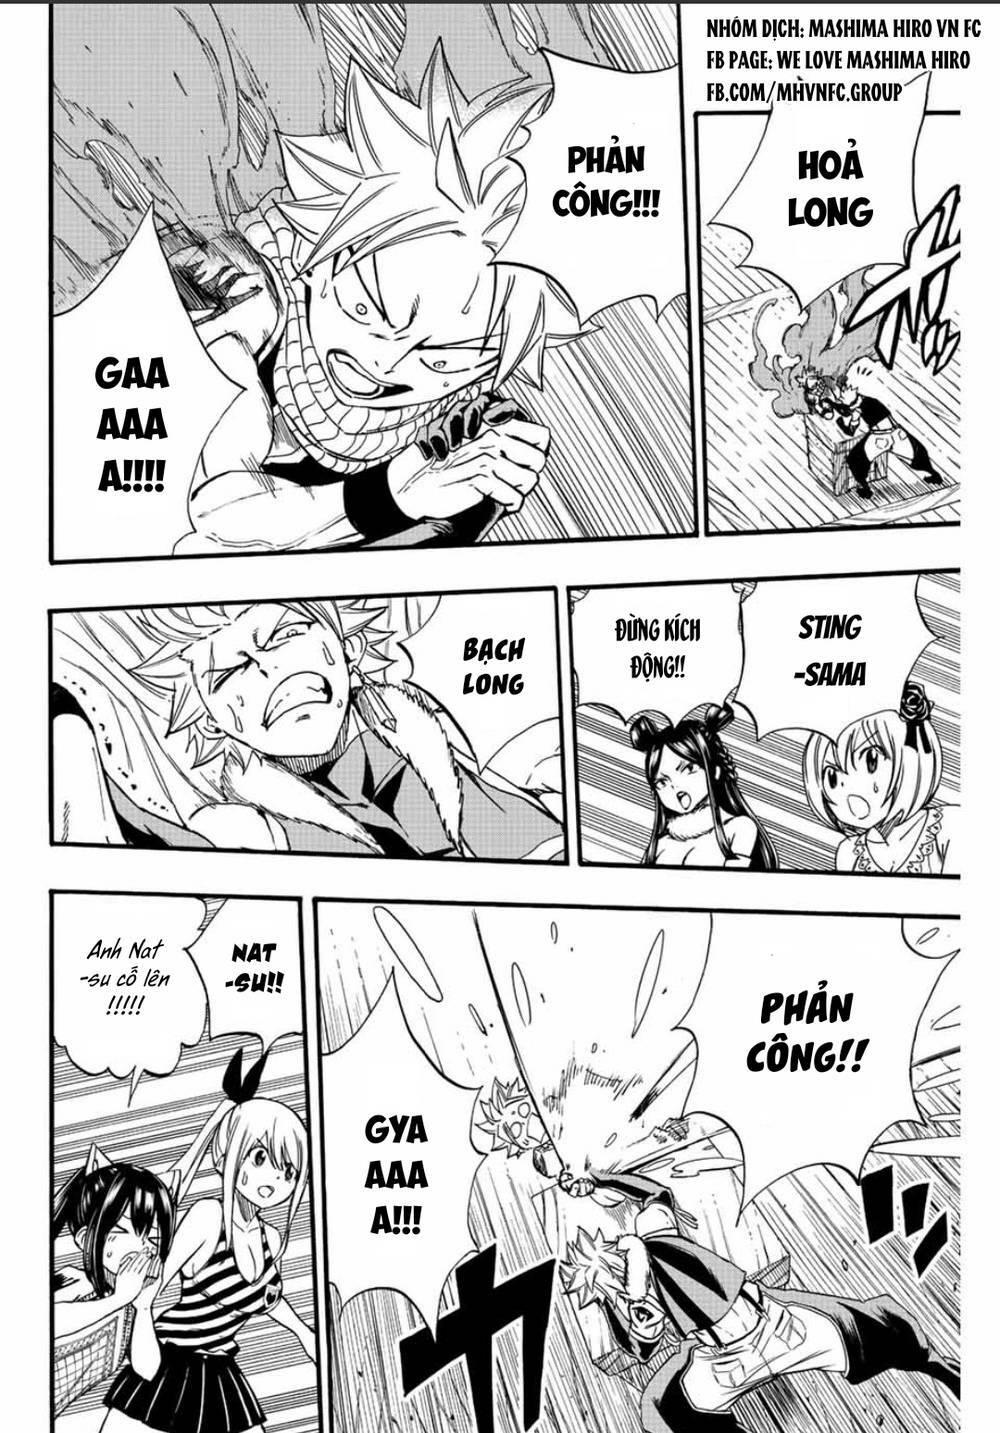 NHÓM DỊCH: MASHIMA HIRO VN FC
FB PAGE: WE LOVE MASHIMA HIRO
FB.COM/MHVNFC.GROUP
HOẢ
LONG
PHẢN
CÔNG!!!
GAA
AAA
A!!!!
STING
-SAMA
ĐỪNG KÍCH
ĐỘNG!!
BẠCH
LONG
PHẢN
CÔNG!!
GYA
AAA
A!!!
NAT
-SU!!
Anh Nat
-su cố lên
!!!!!